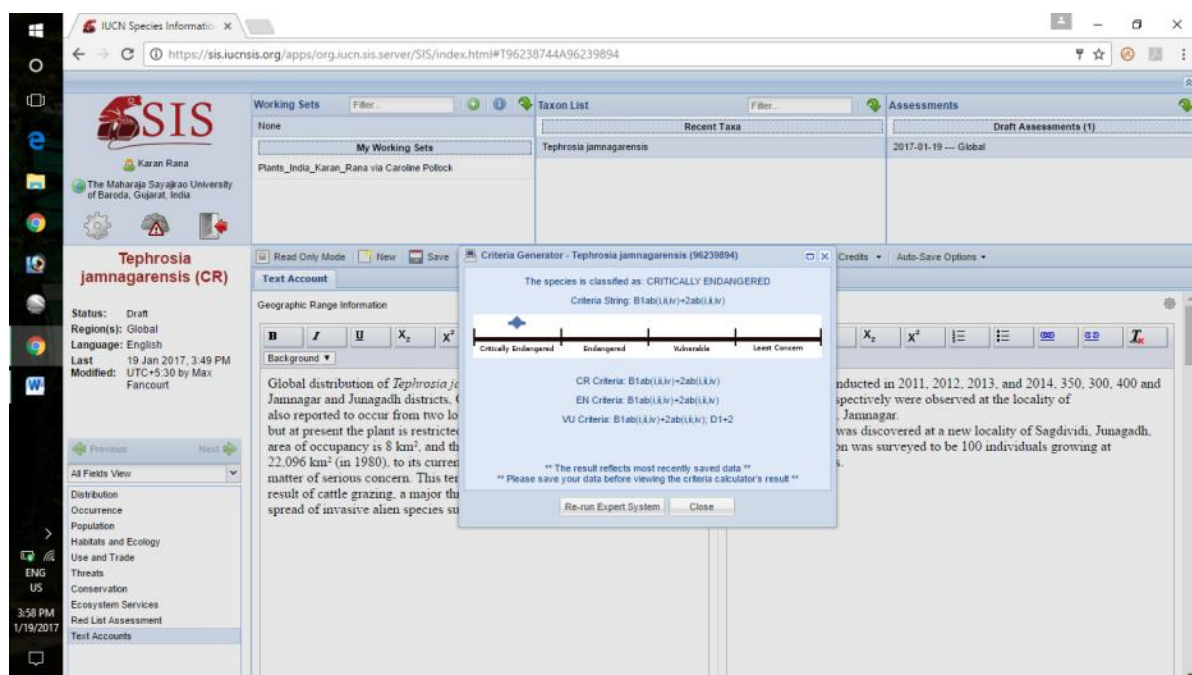 IUCN Species Informatio
https://sis.iucnsis.org/apps/org.iucn.sis.server/SIS/index.html#T96238744A96239894
SIS
Karan Rana
The Maharaja Sayajirao University
of Baroda, Gujarat, India
Working Sets Filter...
None
My Working Sets
Plants_India_Karan_Rana via Caroline Pollock
Taxon List Filter...
Recent Taxa
Tephrosia jamnagarensis
Assessments
Draft Assessments (1)
2017-01-19 --- Global
Tephrosia
jamnagarensis (CR)
Status: Draft
Region(s): Global
Language: English
Last Modified: 19 Jan 2017, 3:49 PM
UTC+5:30 by Max
Fancourt
Previous Next
All Fields View
Distribution
Occurrence
Population
Habitats and Ecology
Use and Trade
Threats
Conservation
Ecosystem Services
Red List Assessment
Text Accounts
Read Only Mode New Save
Credits Auto-Save Options
Text Account
Geographic Range Information
B I U X₂ X²
Background
Global distribution of Tephrosia ja
Jamnagar and Junagadh districts,
also reported to occur from two lo
but at present the plant is restricte
area of occupancy is 8 km², and th
22,096 km² (in 1980), to its curren
matter of serious concern. This ter
result of cattle grazing, a major thr
spread of invasive alien species su
Criteria Generator - Tephrosia jamnagarensis (96239894)
The species is classified as: CRITICALLY ENDANGERED
Criteria String: B1ab(i,ii,iv)+2ab(i,ii,iv)
Critically Endangered Endangered Vulnerable Least Concern
CR Criteria: B1ab(i,ii,iv)+2ab(i,ii,iv)
EN Criteria: B1ab(i,ii,iv)+2ab(i,ii,iv)
VU Criteria: B1ab(i,ii,iv)+2ab(i,ii,iv); D1+2
** The result reflects most recently saved data **
** Please save your data before viewing the criteria calculator's result **
Re-run Expert System Close
X₂ X²
nducted in 2011, 2012, 2013, and 2014, 350, 300, 400 and
spectively were observed at the locality of
Jamnagar.
was discovered at a new locality of Sagdividi, Junagadh,
on was surveyed to be 100 individuals growing at
s.
ENG
US
3:58 PM
1/19/2017